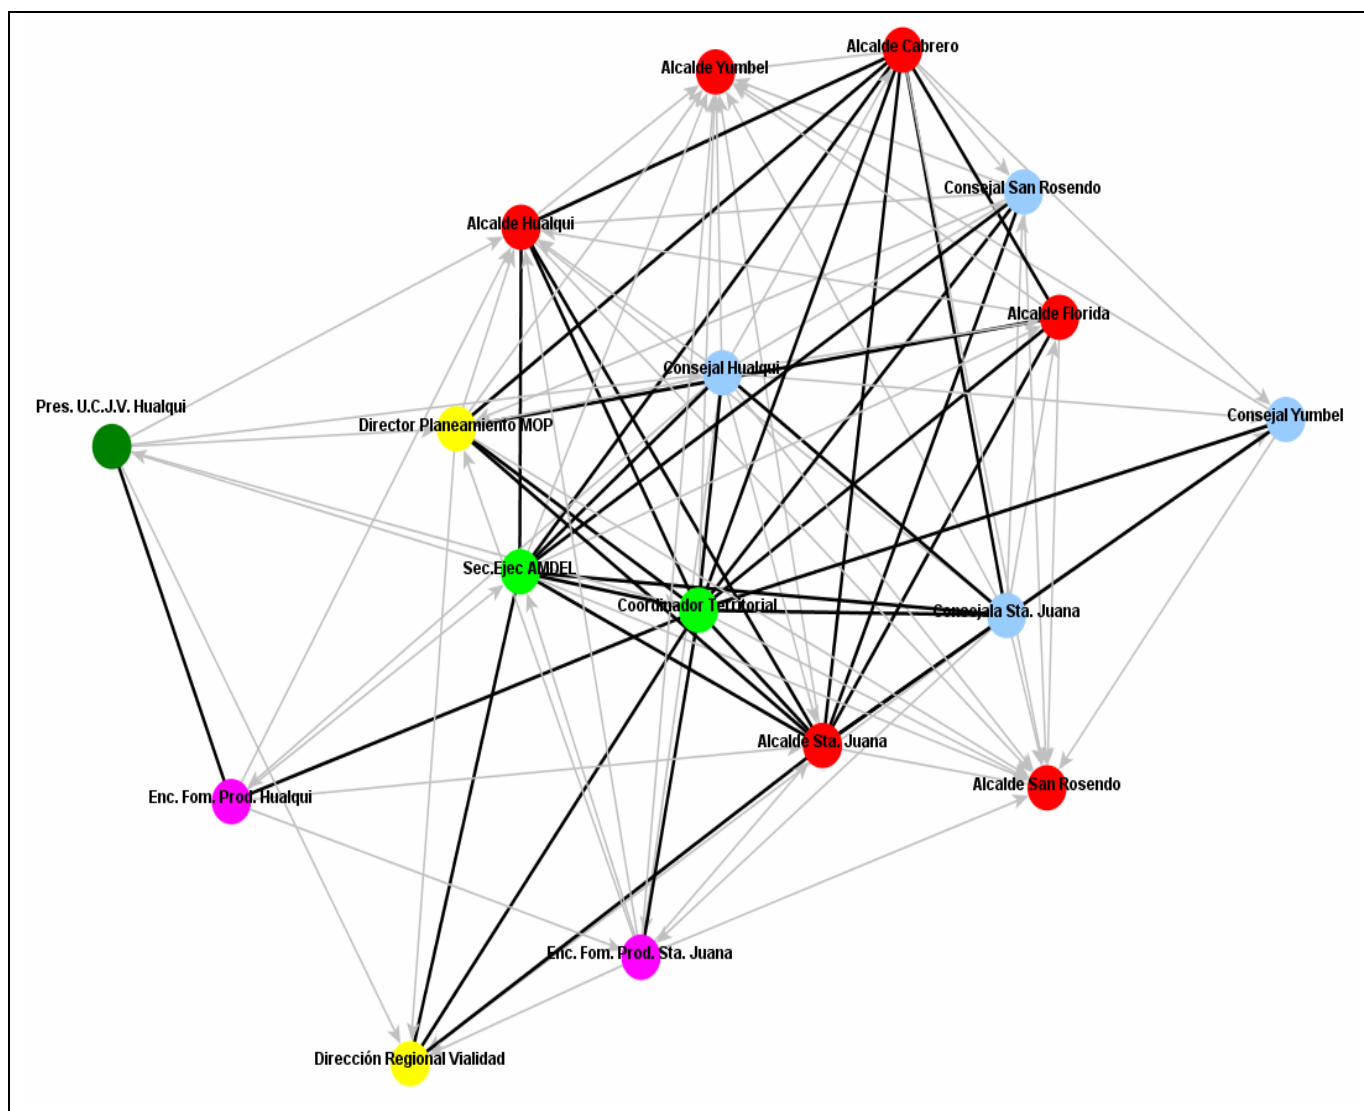 Alcalde Cabrero
Alcalde Yumbel
Consejal San Rosendo
Alcalde Hualqui
Alcalde Florida
Consejal Hualqui
Pres. U.C.J.V. Hualqui
Consejal Yumbel
Director Planeamiento MOP
Sec.Ejec AMDEL
Coordinador Territorial
Consejala Sta. Juana
Alcalde Sta. Juana
Alcalde San Rosendo
Enc. Fom. Prod. Hualqui
Enc. Fom. Prod. Sta. Juana
Dirección Regional Vialidad